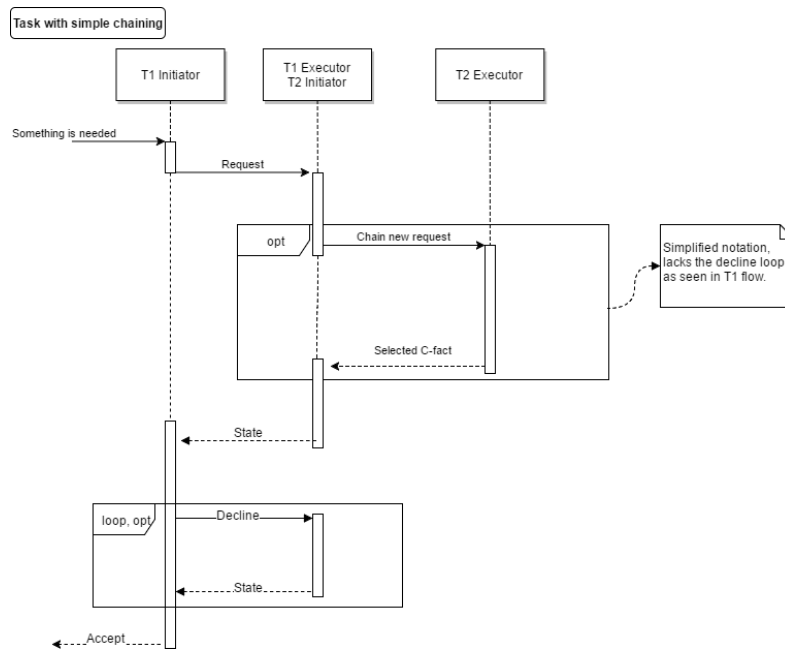 Task with simple chaining
T1 Initiator
T1 Executor
T2 Initiator
T2 Executor
Something is needed
Request
opt
Chain new request
Simplified notation,
lacks the decline loop
as seen in T1 flow.
Selected C-fact
State
loop, opt
Decline
State
Accept